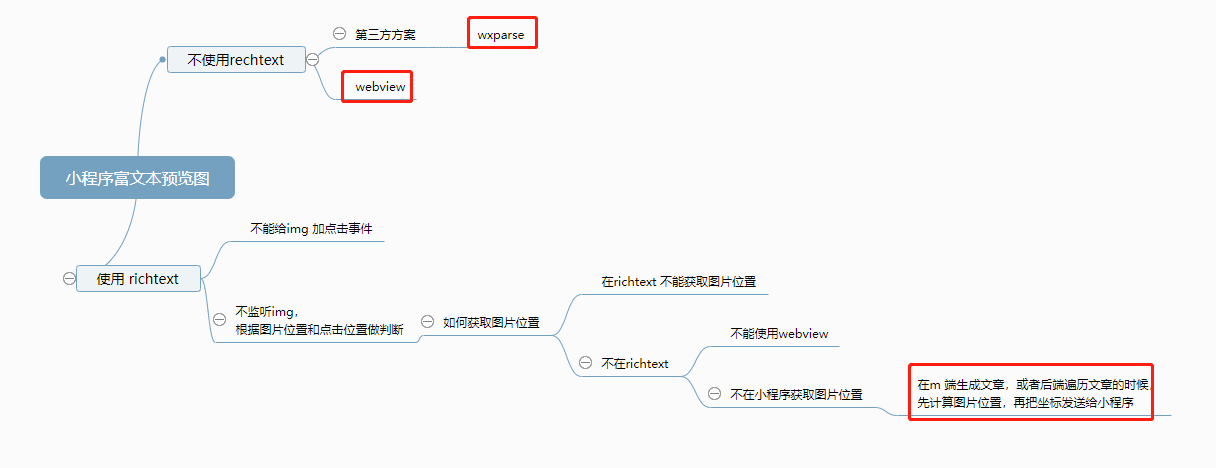 第三方方案
wxparse
不使用rechtext
webview
小程序富文本预览图
不能给img 加点击事件
使用 richtext
不监听img，
根据图片位置和点击位置做判断
如何获取图片位置
在richtext 不能获取图片位置
不在richtext
不能使用webview
不在小程序获取图片位置
在m 端生成文章，或者后端遍历文章的时候，
先计算图片位置，再把坐标发送给小程序